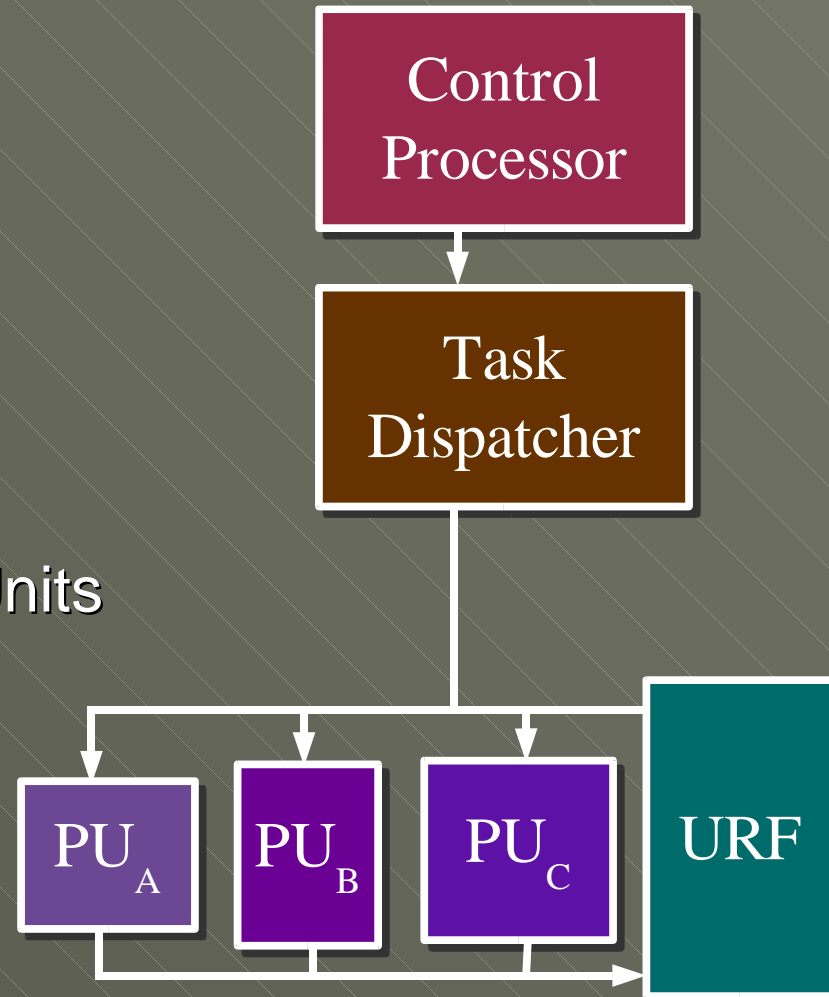 Control
Processor
Task
Dispatcher
nits
PU A
PU B
PU C
URF